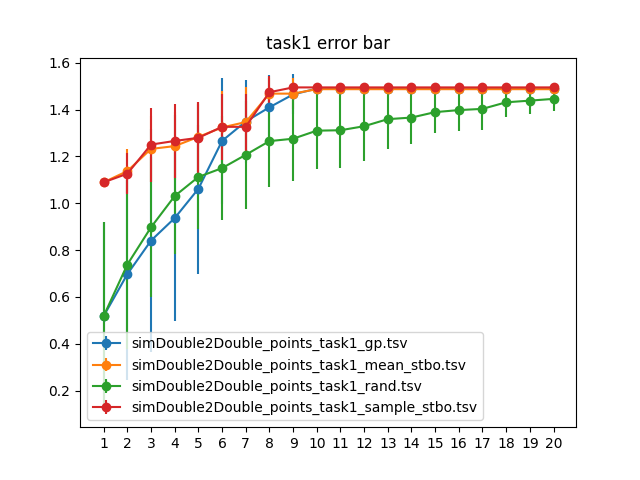 task1 error bar
1.6
1.4
1.2
1.0
0.8
0.6
0.4
0.2
simDouble2Double_points_task1_gp.tsv
simDouble2Double_points_task1_mean_stbo.tsv
simDouble2Double_points_task1_rand.tsv
simDouble2Double_points_task1_sample_stbo.tsv
1 2 3 4 5 6 7 8 9 10 11 12 13 14 15 16 17 18 19 20